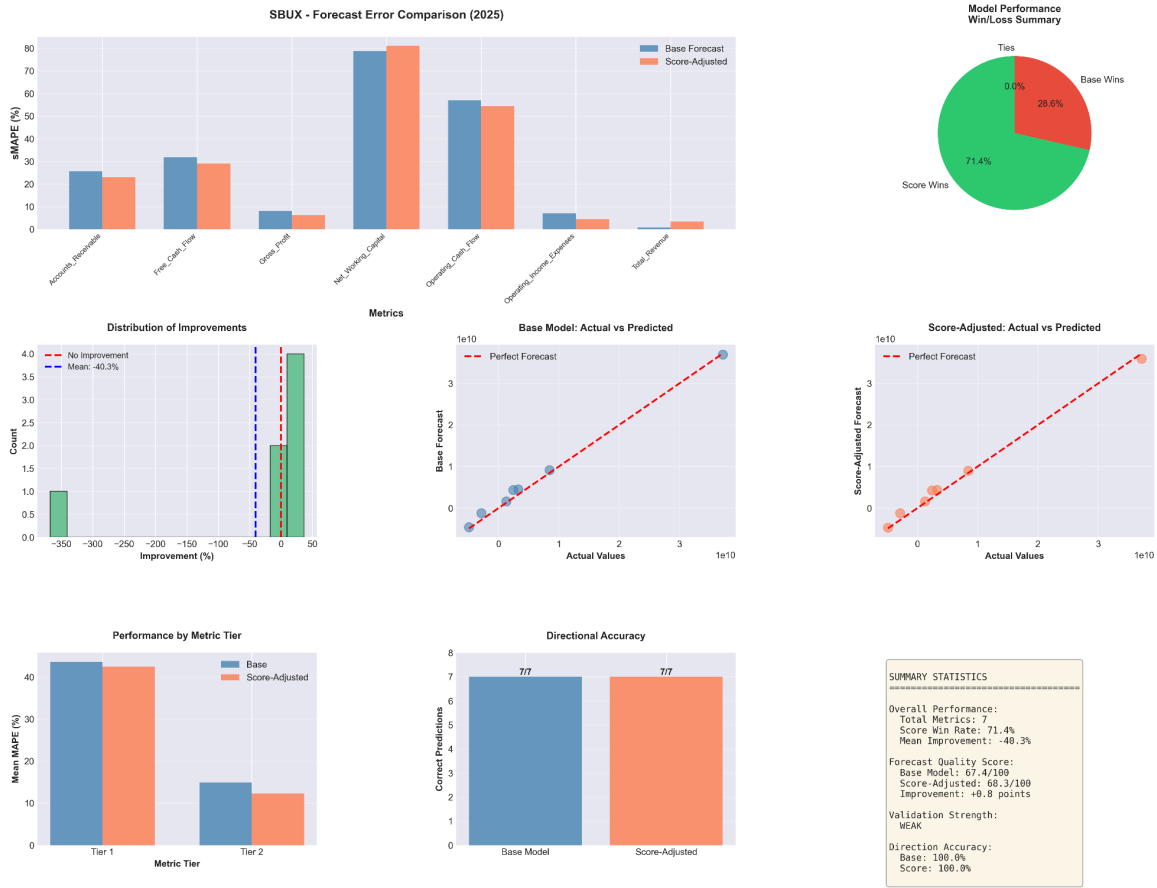 SBUX - Forecast Error Comparison (2025)
Model Performance
Win/Loss Summary
sMAPE (%)
80
70
60
50
40
30
20
10
0
Base Forecast
Score-Adjusted
Accounts_Receivable
Free_Cash_Flow
Gross_Profit
Net_Working_Capital
Operating_Cash_Flow
Operating_Income_Expenses
Total_Revenue
Metrics
Ties
0.0%
Base Wins
28.6%
71.4%
Score Wins
Distribution of Improvements
Count
4.0
3.5
3.0
2.5
2.0
1.5
1.0
0.5
0.0
No Improvement
Mean: -40.3%
−350 −300 −250 −200 −150 −100 −50 0 50
Improvement (%)
Base Model: Actual vs Predicted
1e10
Perfect Forecast
Base Forecast
3
2
1
0
0 1 2 3
Actual Values
1e10
Score-Adjusted: Actual vs Predicted
1e10
Perfect Forecast
Score-Adjusted Forecast
3
2
1
0
0 1 2 3
Actual Values
1e10
Performance by Metric Tier
Mean MAPE (%)
40
30
20
10
0
Base
Score-Adjusted
Tier 1 Tier 2
Metric Tier
Directional Accuracy
Correct Predictions
8
7
6
5
4
3
2
1
0
7/7 7/7
Base Model Score-Adjusted
SUMMARY STATISTICS
===================================
Overall Performance:
Total Metrics: 7
Score Win Rate: 71.4%
Mean Improvement: -40.3%
Forecast Quality Score:
Base Model: 67.4/100
Score-Adjusted: 68.3/100
Improvement: +0.8 points
Validation Strength:
WEAK
Direction Accuracy:
Base: 100.0%
Score: 100.0%